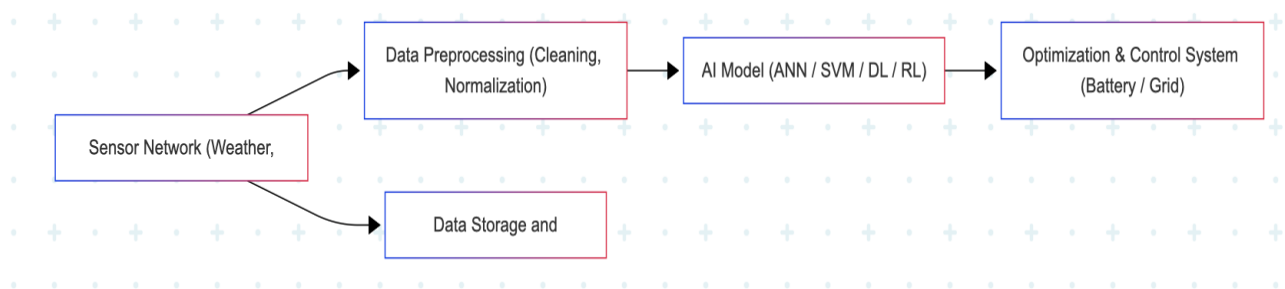 Data Preprocessing (Cleaning,
Normalization)
AI Model (ANN / SVM / DL / RL)
Optimization & Control System
(Battery / Grid)
Sensor Network (Weather,
Data Storage and